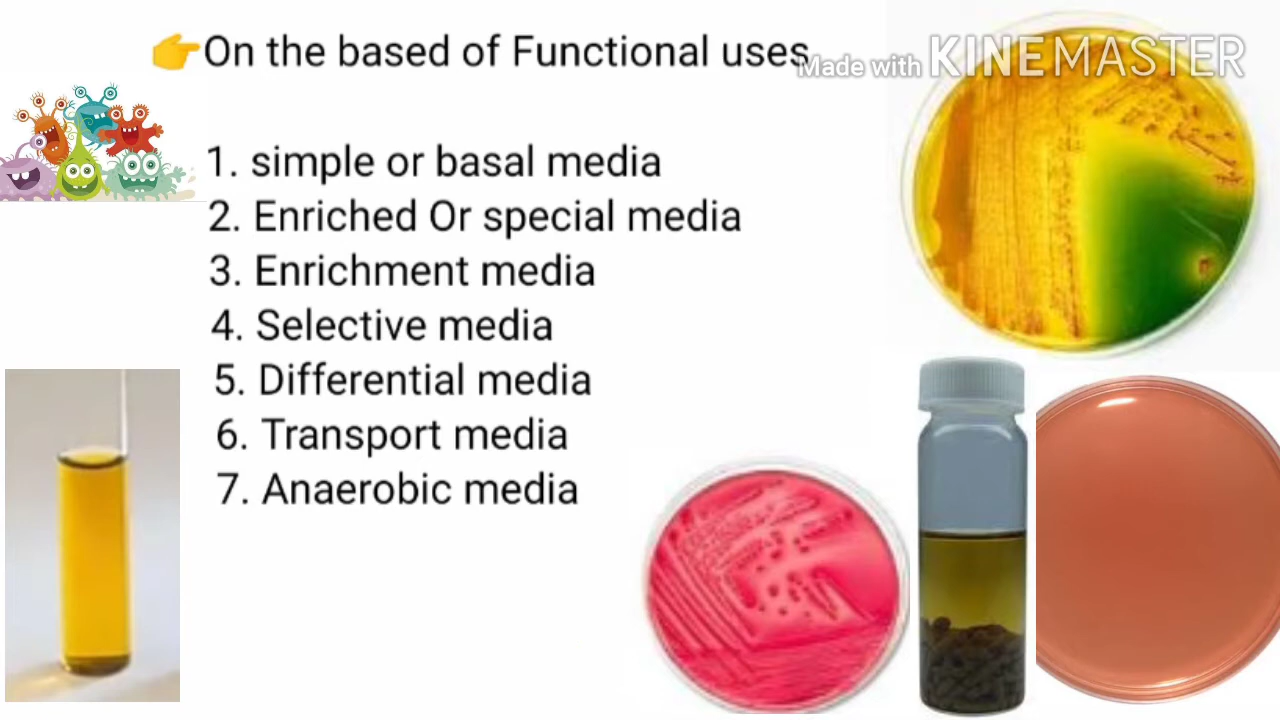 👉On the based of Functional uses
Made with KINEMASTER
1. simple or basal media
2. Enriched Or special media
3. Enrichment media
4. Selective media
5. Differential media
6. Transport media
7. Anaerobic media